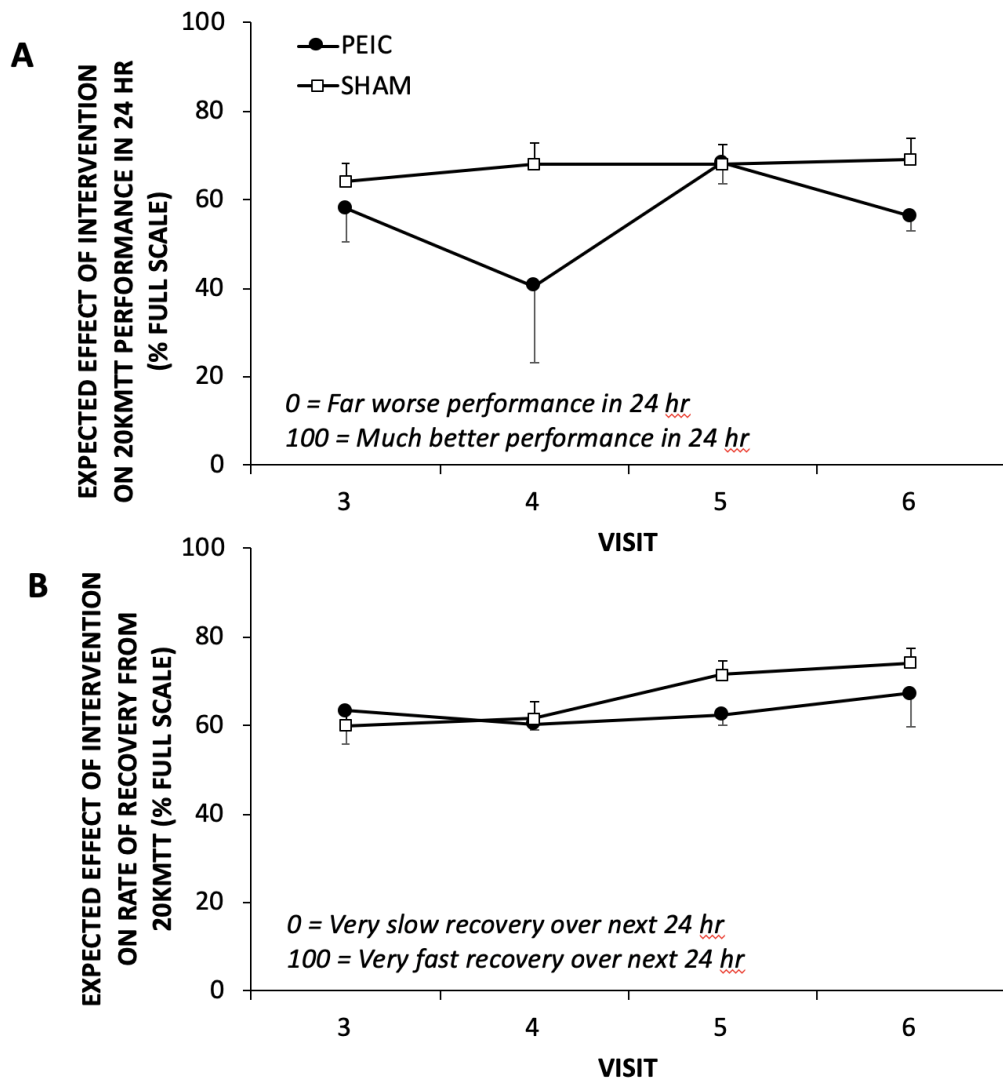 A
EXPECTED EFFECT OF INTERVENTION
ON 20KMTT PERFORMANCE IN 24 HR
(% FULL SCALE)
100
80
60
40
20
0
PEIC
SHAM
0 = Far worse performance in 24 hr
100 = Much better performance in 24 hr
3 4 5 6
VISIT
B
EXPECTED EFFECT OF INTERVENTION
ON RATE OF RECOVERY FROM
20KMTT (% FULL SCALE)
100
80
60
40
20
0
0 = Very slow recovery over next 24 hr
100 = Very fast recovery over next 24 hr
3 4 5 6
VISIT